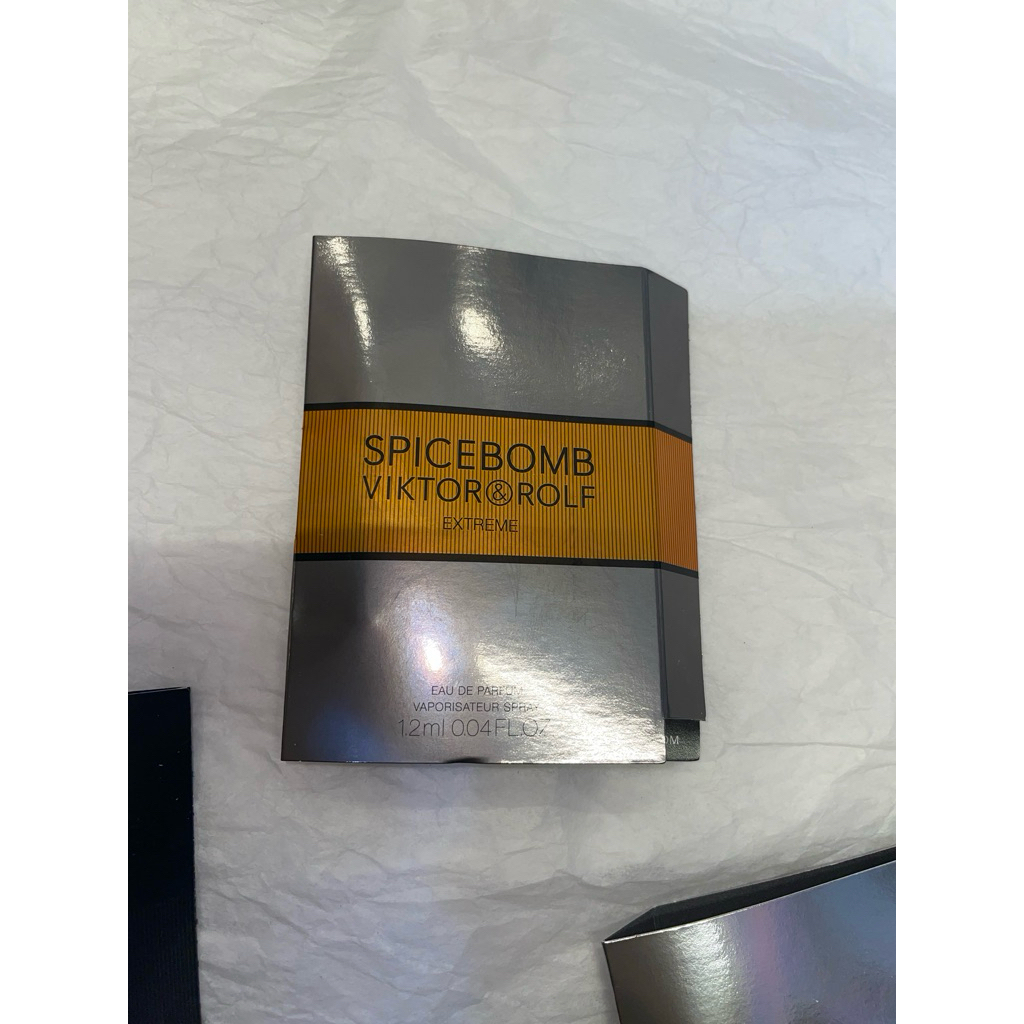 SPICEBOMB
VIKTOR&ROLF
EXTREME
EAU DE PARFUM
VAPORISATEUR SPRAY
1.2ml 0.04FL.OZ